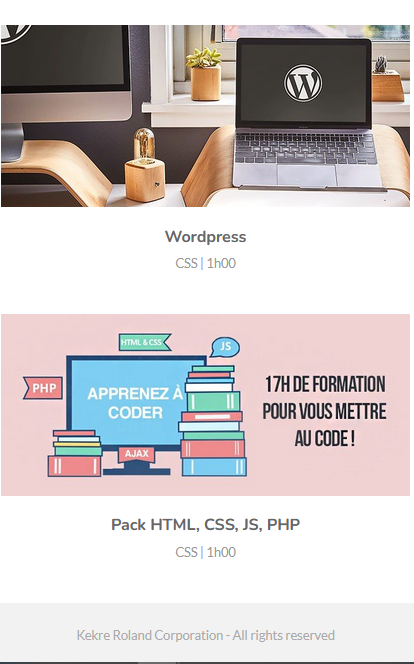 Wordpress
CSS | 1h00
HTML & CSS
JS
PHP
APPRENEZ À
CODER
AJAX
17H DE FORMATION
POUR VOUS METTRE
AU CODE !
Pack HTML, CSS, JS, PHP
CSS | 1h00
Kekre Roland Corporation - All rights reserved